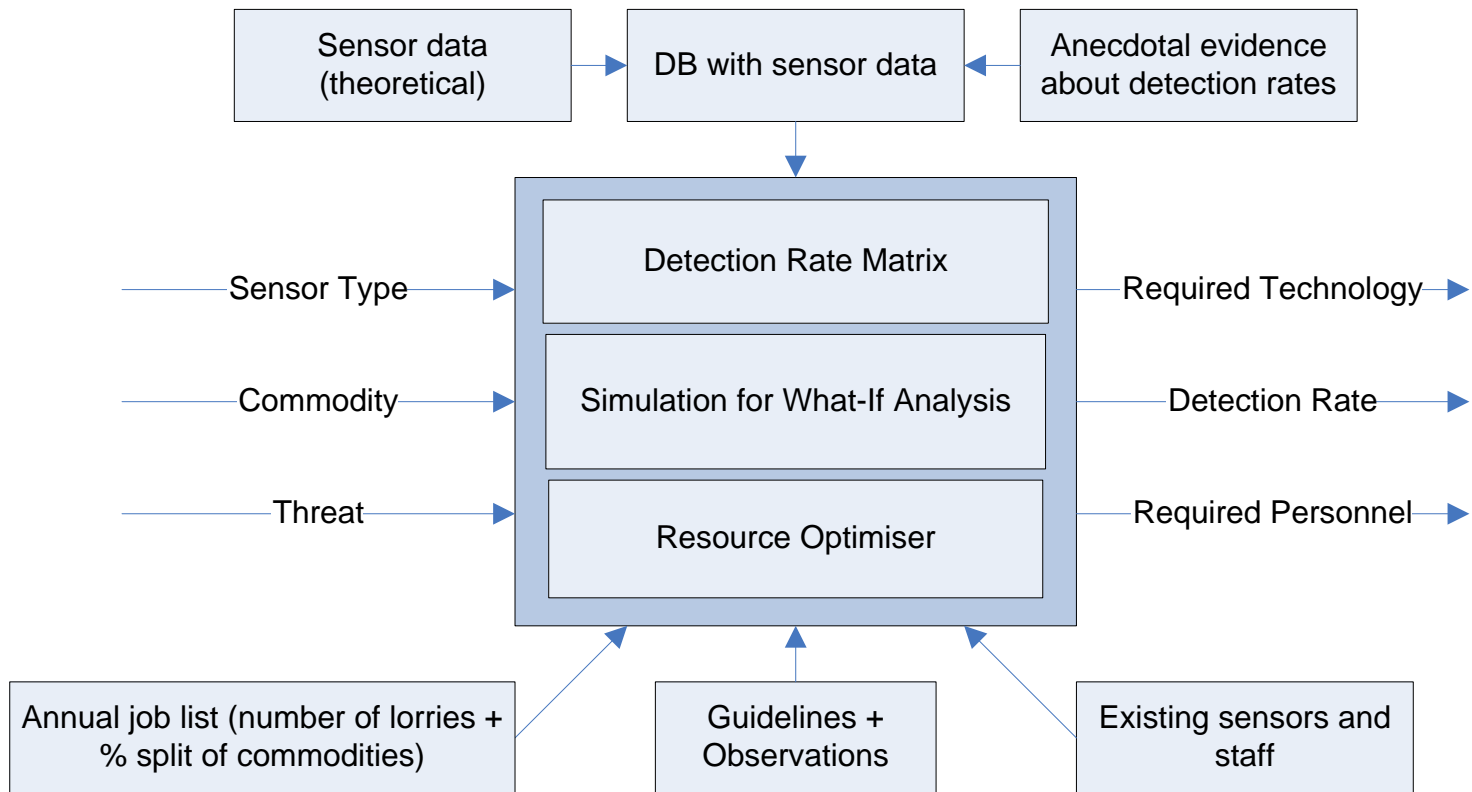 Sensor data
(theoretical)
DB with sensor data
Anecdotal evidence
about detection rates
Detection Rate Matrix
Sensor Type
Required Technology
Simulation for What-If Analysis
Commodity
Detection Rate
Threat
Required Personnel
Resource Optimiser
Annual job list (number of lorries +
% split of commodities)
Guidelines +
Observations
Existing sensors and
staff